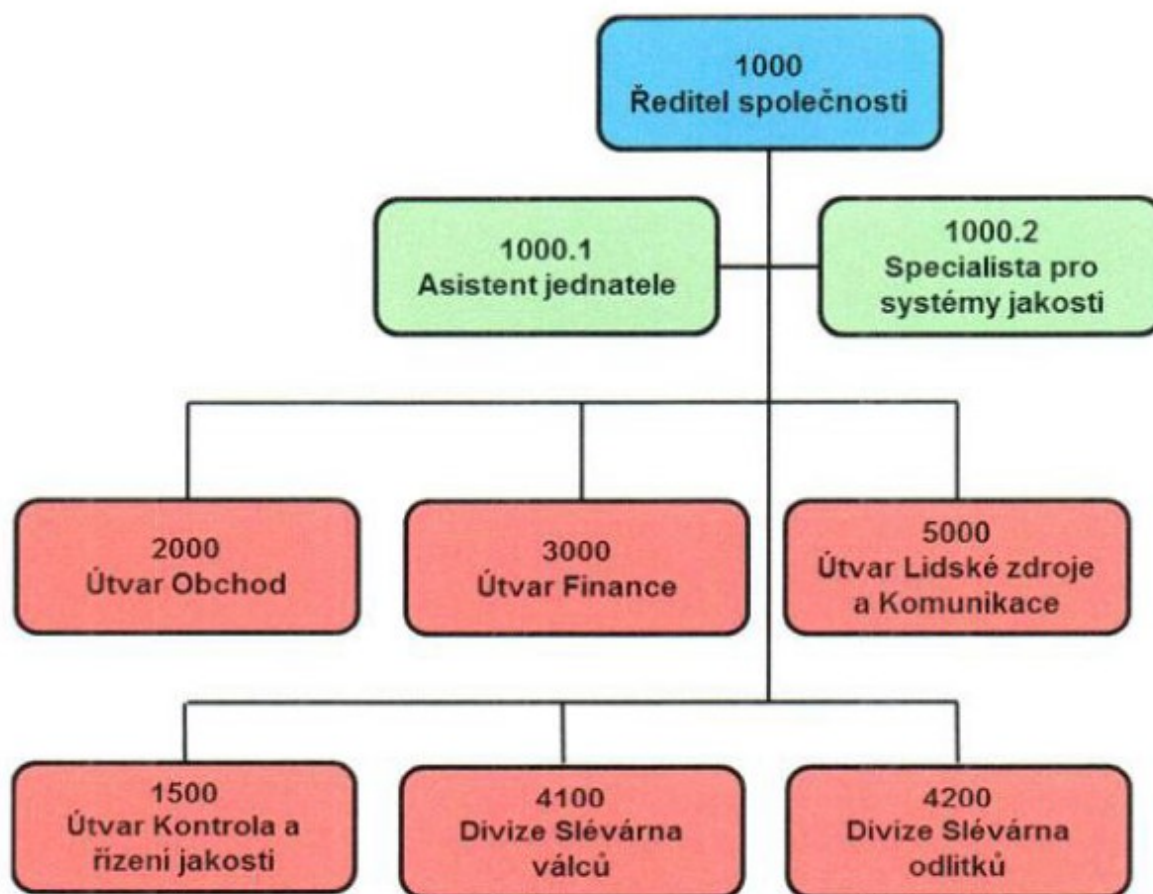 1000
Ředitel společnosti
1000.1
Asistent jednatele
1000.2
Specialista pro
systémy jakosti
2000
Útvar Obchod
3000
Útvar Finance
5000
Útvar Lidské zdroje
a Komunikace
1500
Útvar Kontrola a
řízení jakosti
4100
Divize Slévárna
válců
4200
Divize Slévárna
odlitků